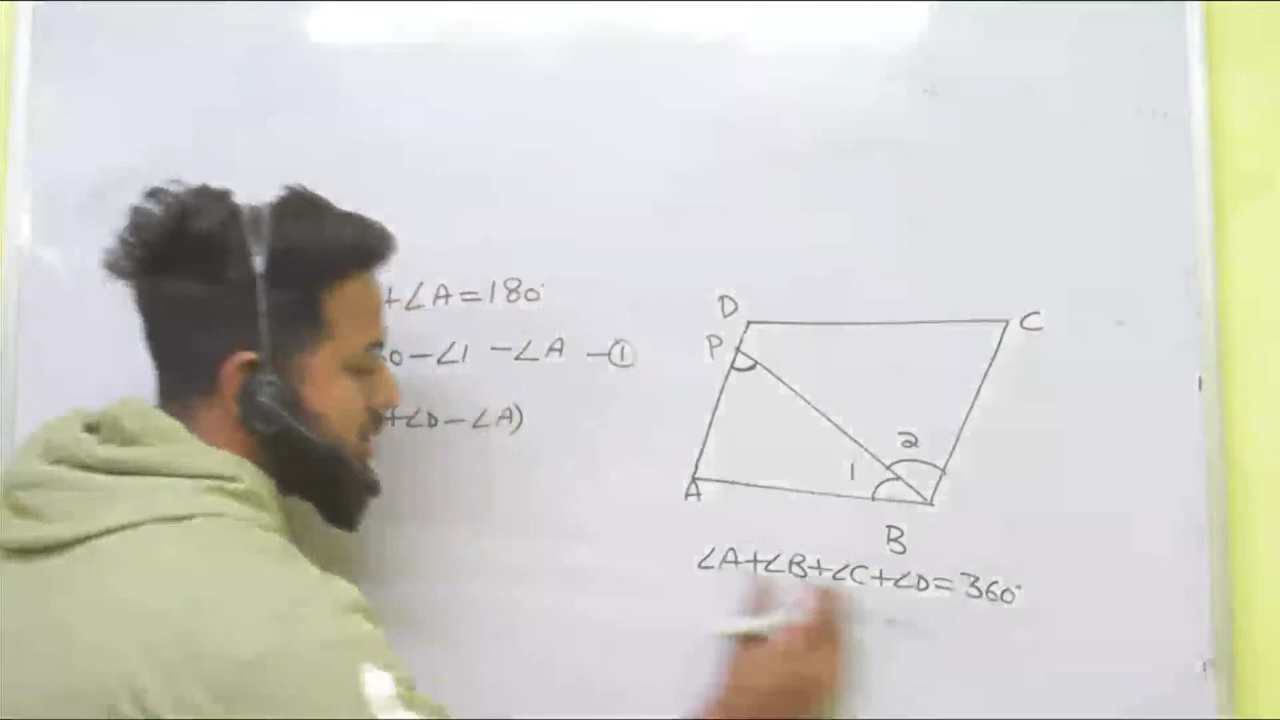 +∠A=180°
0-∠1 -∠A -①
+∠D-∠A)
D
C
P
2
1
A
B
∠A+∠B+∠C+∠D=360°